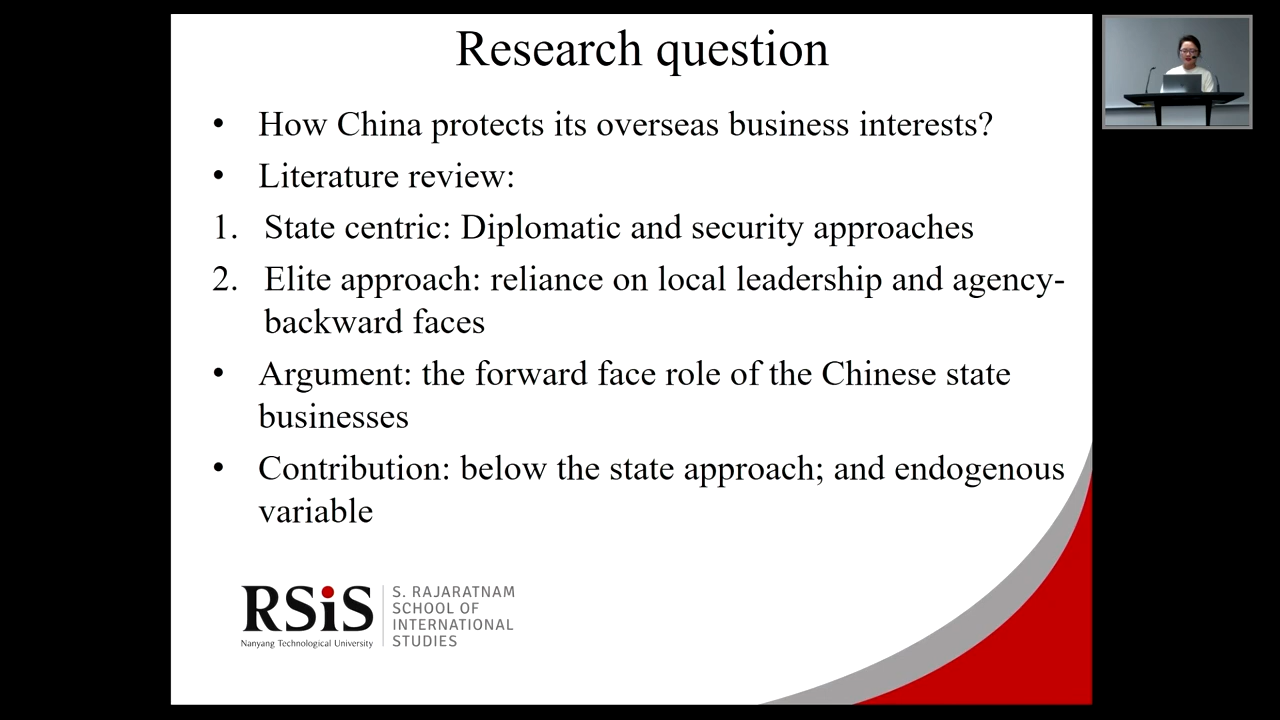 Research question
• How China protects its overseas business interests?
• Literature review:
1. State centric: Diplomatic and security approaches
2. Elite approach: reliance on local leadership and agency-
backward faces
• Argument: the forward face role of the Chinese state
businesses
• Contribution: below the state approach; and endogenous
variable
RSiS
Nanyang Technological University
S. RAJARATNAM
SCHOOL OF
INTERNATIONAL
STUDIES